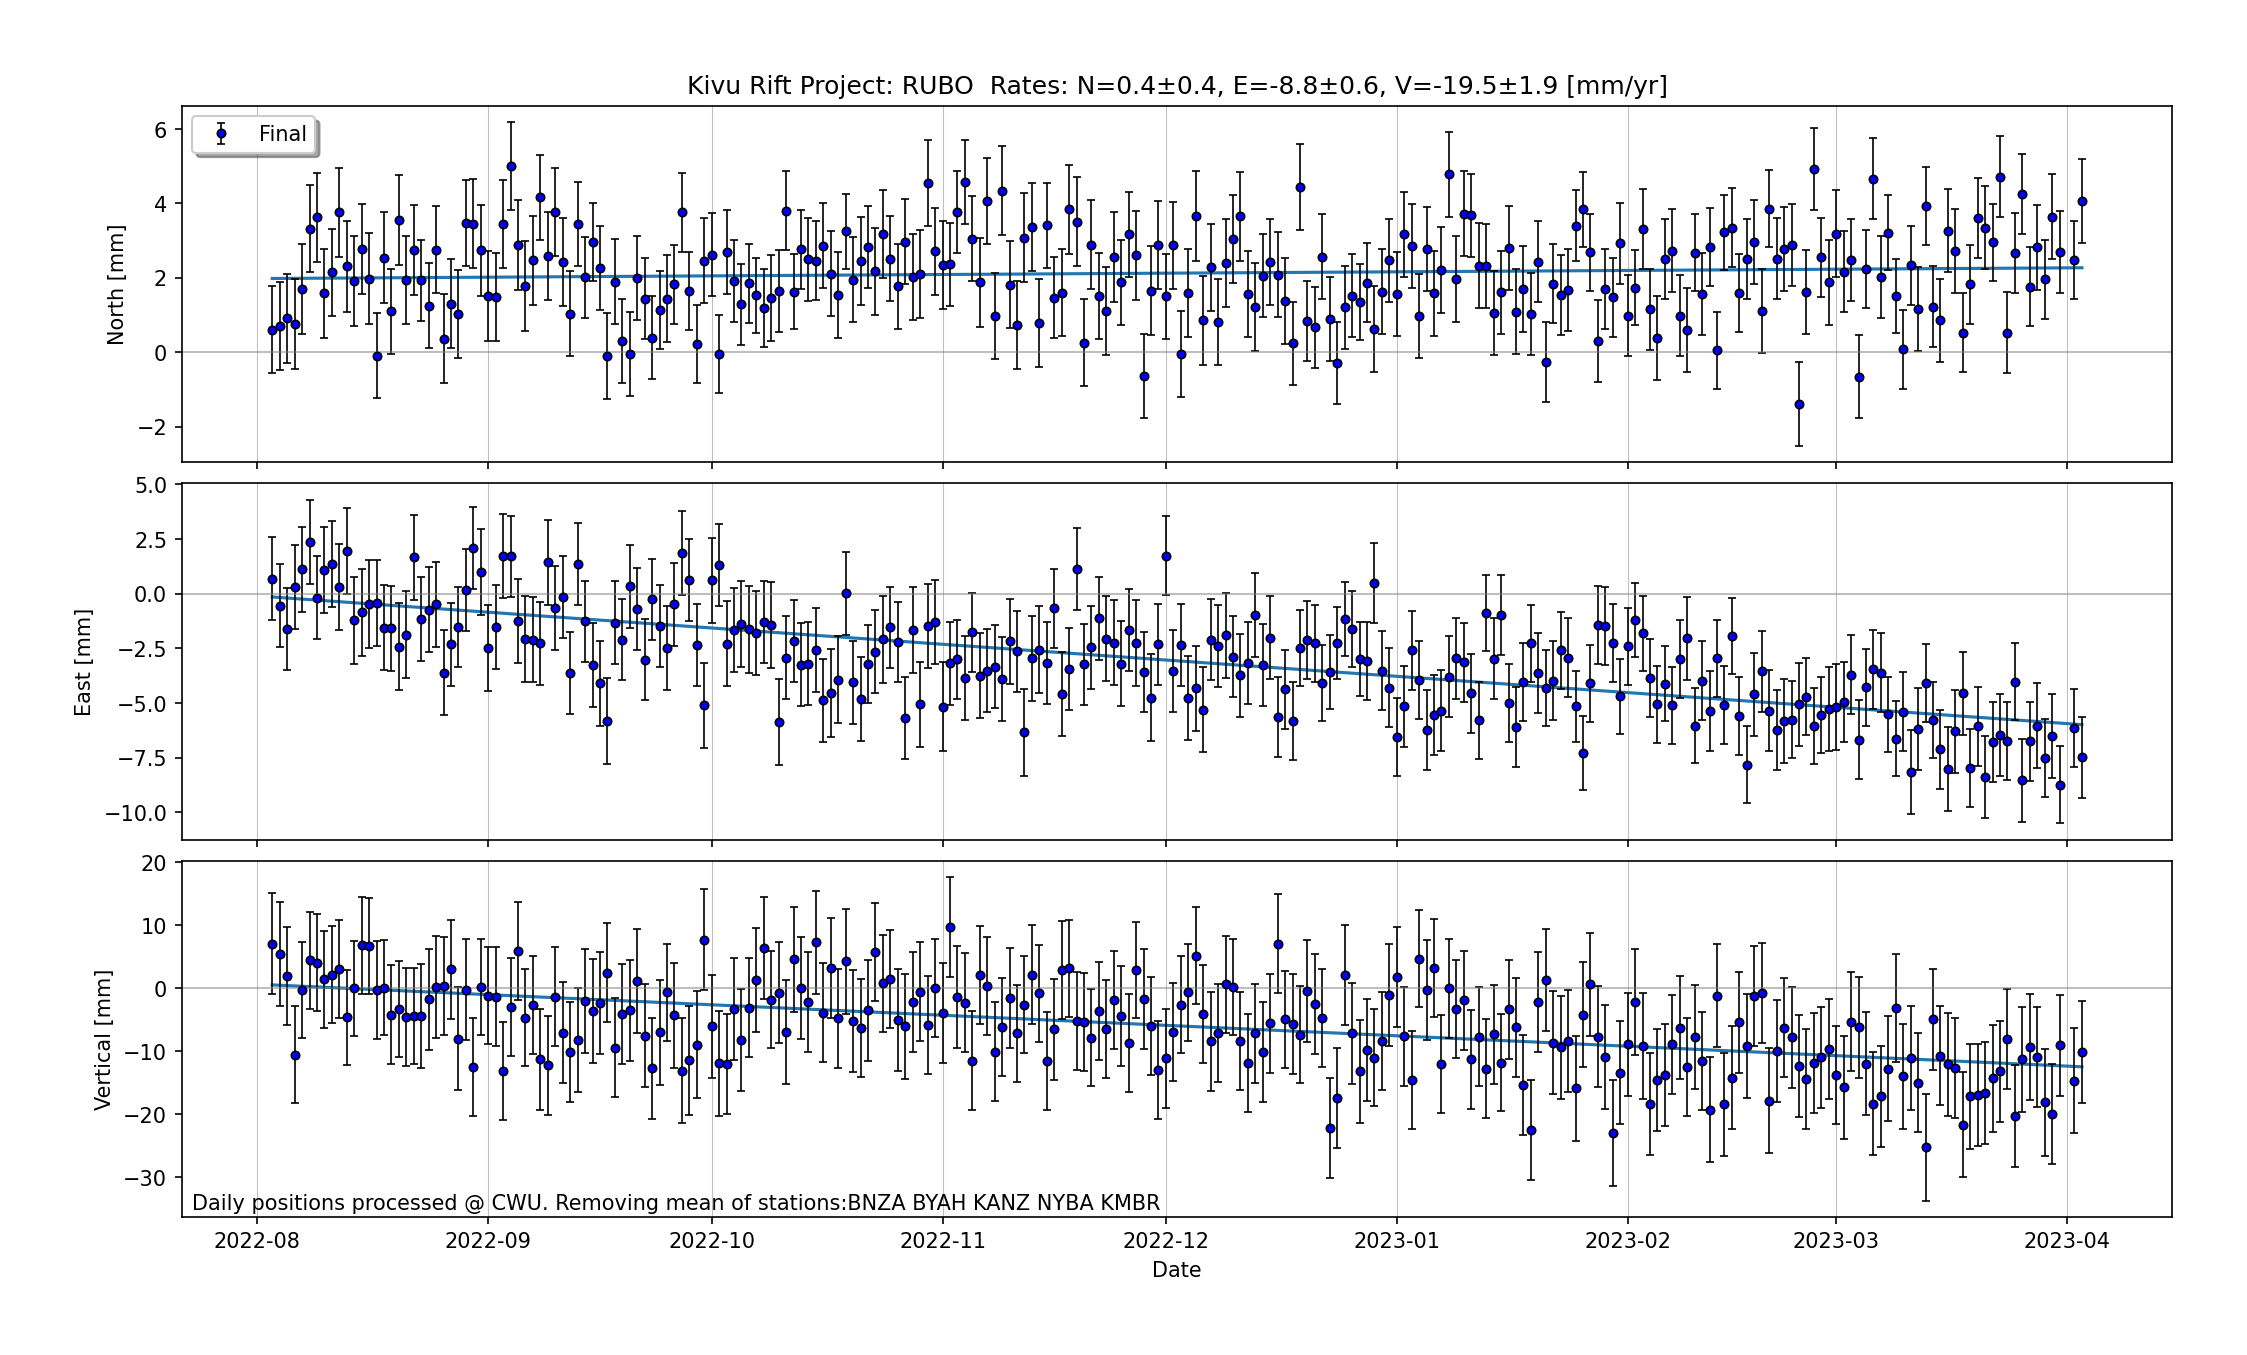 Kivu Rift Project: RUBO  Rates: N=0.4±0.4, E=-8.8±0.6, V=-19.5±1.9 [mm/yr]
Final
North [mm]
6
4
2
0
−2
East [mm]
5.0
2.5
0.0
−2.5
−5.0
−7.5
−10.0
Vertical [mm]
20
10
0
−10
−20
−30
Daily positions processed @ CWU. Removing mean of stations:BNZA BYAH KANZ NYBA KMBR
2022-08 2022-09 2022-10 2022-11 2022-12 2023-01 2023-02 2023-03 2023-04
Date